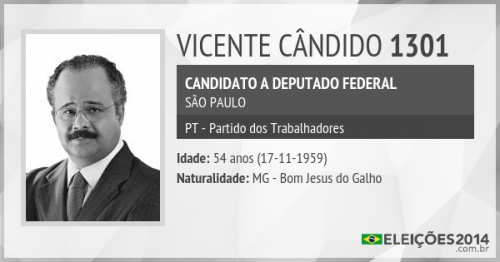 VICENTE CÂNDIDO 1301
CANDIDATO A DEPUTADO FEDERAL
SÃO PAULO
PT - Partido dos Trabalhadores
Idade: 54 anos (17-11-1959)
Naturalidade: MG - Bom Jesus do Galho
ELEIÇÕES2014
.com.br